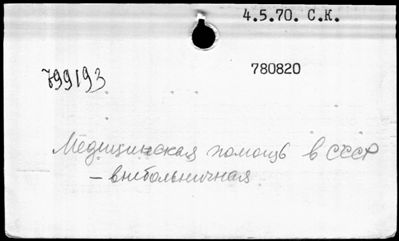 4.5.70. С.К.
799193
780820
Медицинская помощь в СССР
— внебольничная